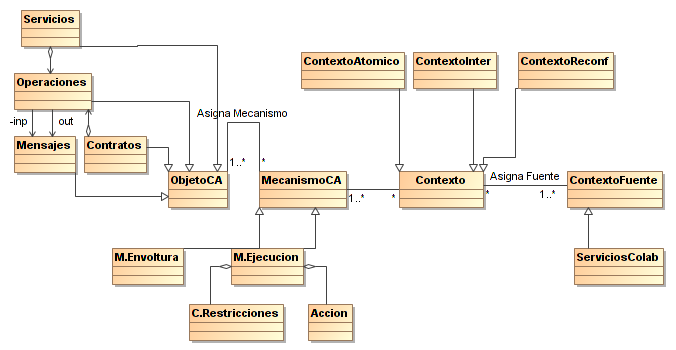 Servicios
ContextoAtomico
ContextoInter
ContextoReconf
Operaciones
Asigna Mecanismo
-inp
out
Mensajes
Contratos
1..*
*
ObjetoCA
MecanismoCA
Contexto
Asigna Fuente
ContextoFuente
1..*
*
*
1..*
M.Envoltura
M.Ejecucion
ServiciosColab
C.Restricciones
Accion